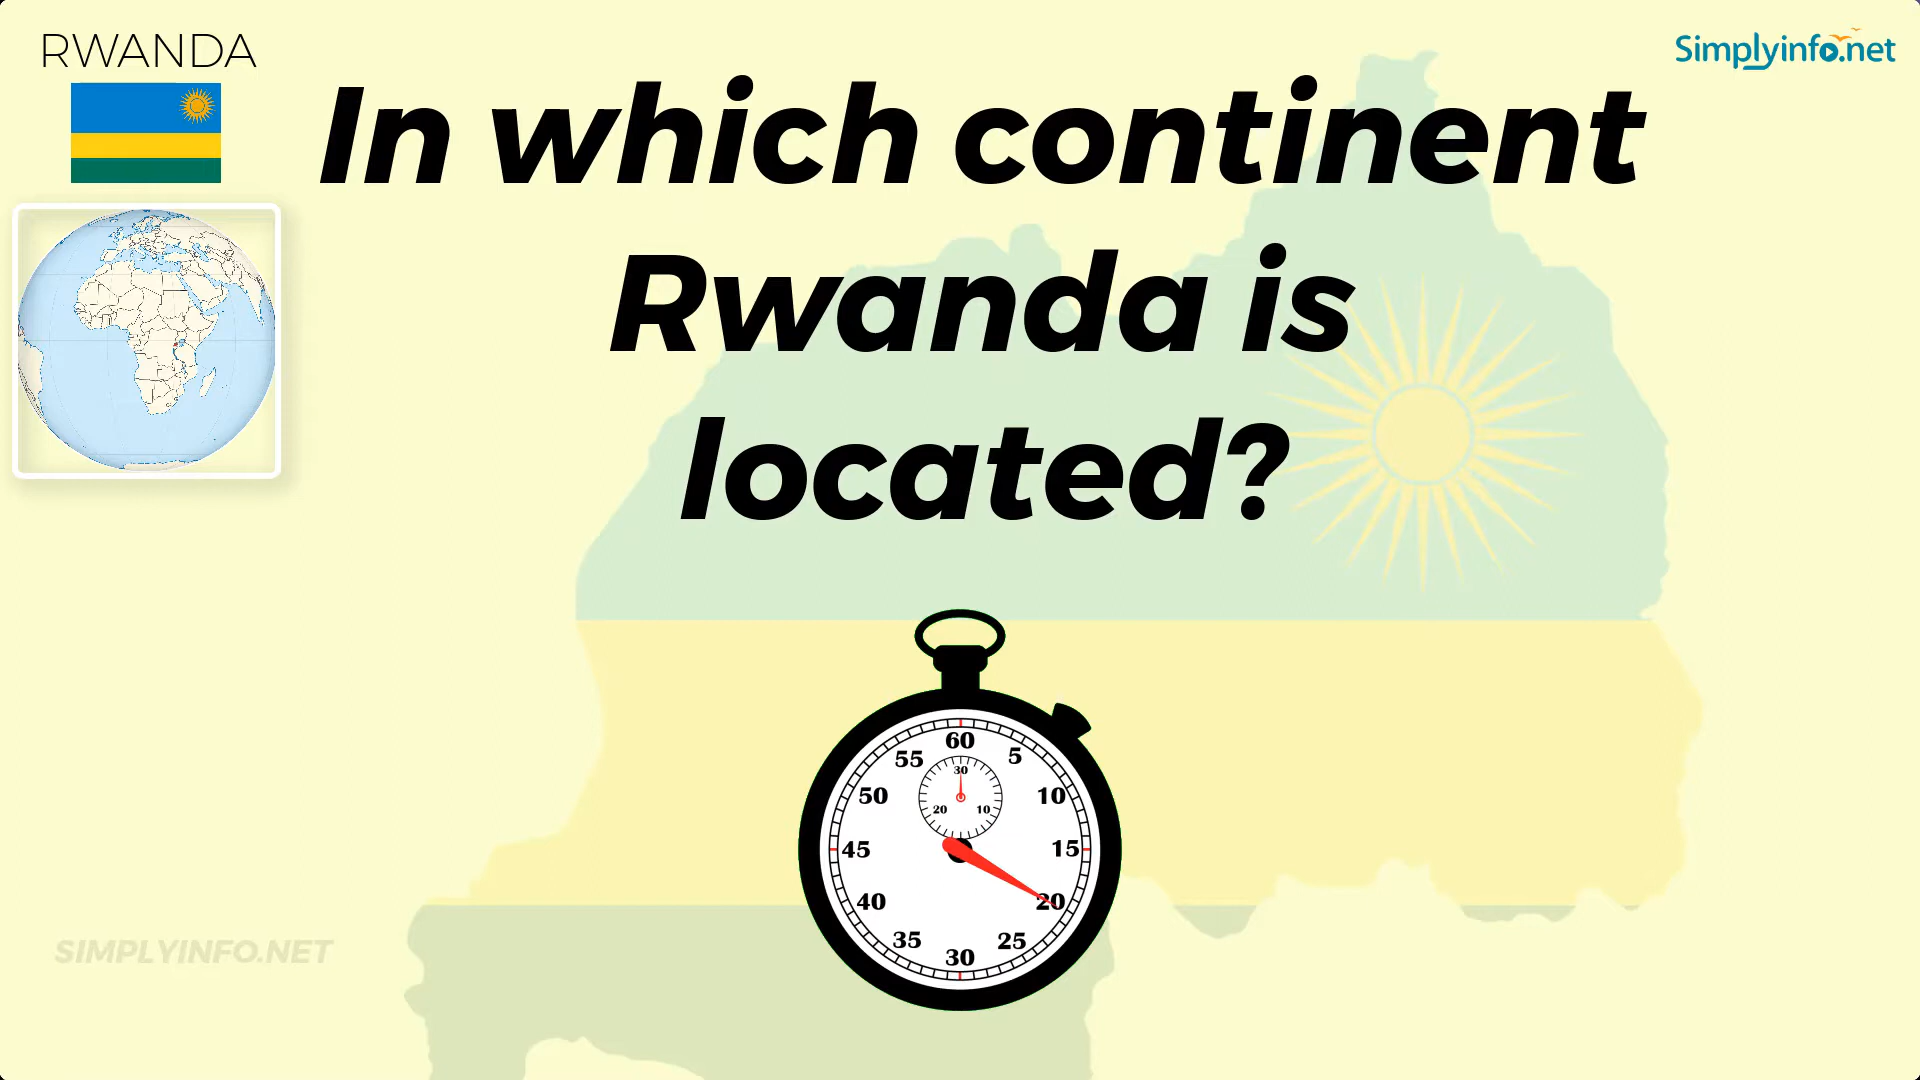 RWANDA
Simplyinfo.net
In which continent
Rwanda is
located?
60
55
5
30
50
10
20
10
45
15
40
20
35
25
30
SIMPLYINFO.NET